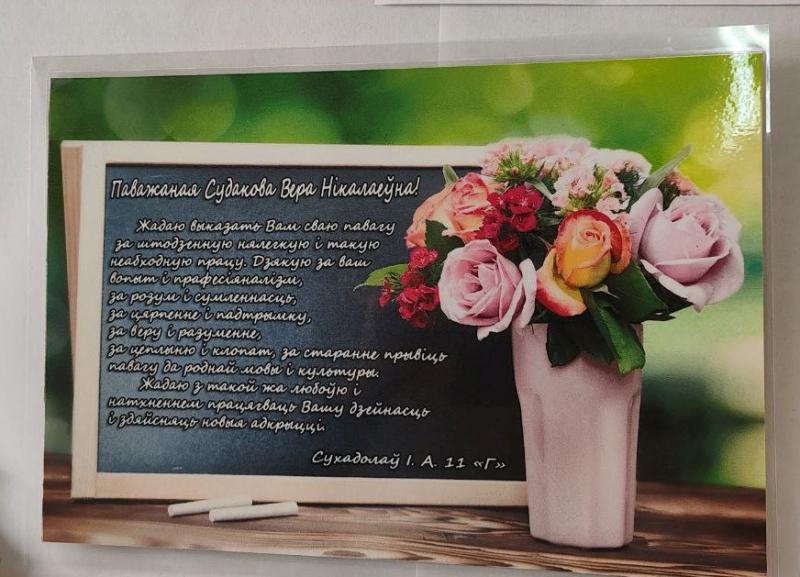 Паважаная Судакова Вера Нікалаеўна!
Жадаю выказаць Вам сваю павагу
за штодзенную нялегкую і такую
неабходную працу. Дзякую за ваш
вопыт і прафесіяналізм,
за розум і сумленнасць,
за цярпенне і падтрымку,
за веру і разуменне,
за цеплыню і клопат, за старанне прывіць
павагу да роднай мовы і культуры.
Жадаю з такой жа любоўю і
натхненнем працягваць Вашу дзейнасць
і здяйсняць новыя адкрыцці.
Сухадолаў І. А. 11 «Г»